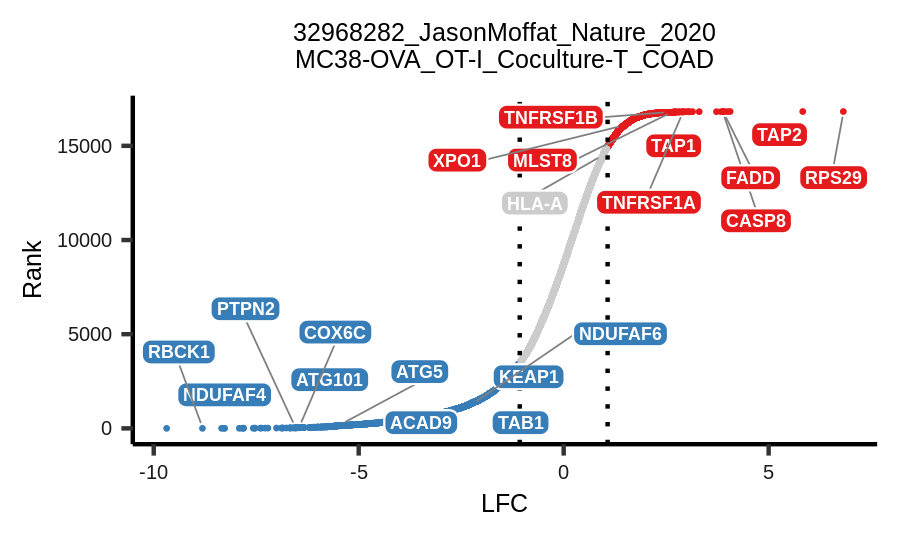 32968282_JasonMoffat_Nature_2020
MC38-OVA_OT-I_Coculture-T_COAD
Rank
15000
10000
5000
0
TNFRSF1B
TAP2
XPO1
MLST8
TAP1
FADD
RPS29
HLA-A
TNFRSF1A
CASP8
PTPN2
COX6C
NDUFAF6
RBCK1
ATG5
KEAP1
ATG101
NDUFAF4
ACAD9
TAB1
-10
-5
0
5
LFC